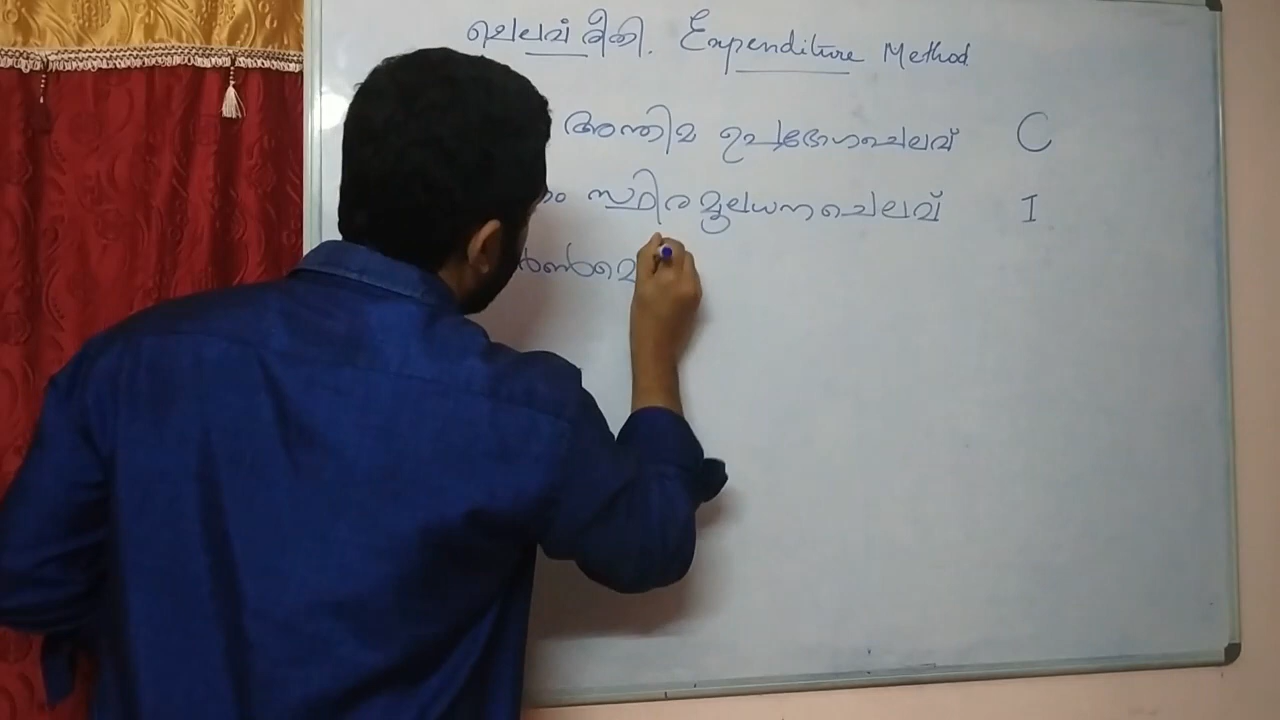 ചെലവ് രീതി. Expenditure Method
അന്തിമ ഉപഭോഗചെലവ് C
സ്ഥിരമൂലധനചെലവ് I